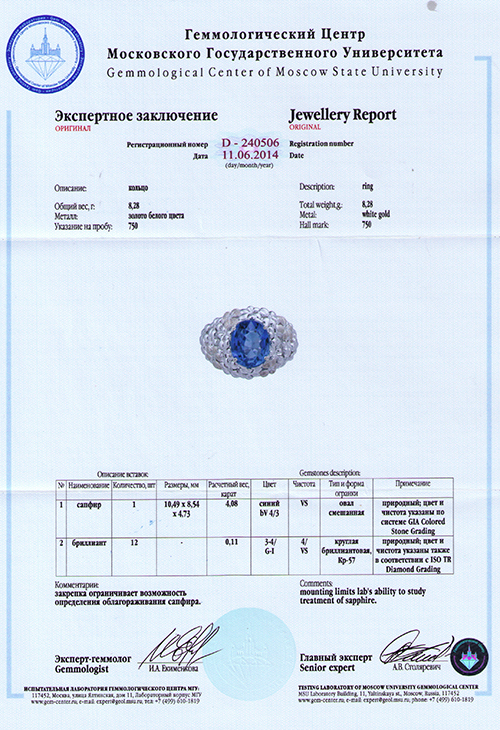 Геммологический Центр
Московского Государственного Университета
Gemmological Center of Moscow State University
Экспертное заключение
ОРИГИНАЛ
Jewellery Report
ORIGINAL
Регистрационный номер D - 240506 Registration number
Дата 11.06.2014 Date
(day/month/year)
Описание: кольцо
Description: ring
Общий вес, г: 8,28
Total weight,g: 8,28
Металл: золото белого цвета
Metal: white gold
Указание на пробу: 750
Hall mark: 750
Описание вставок: Gemstones description:
№ Наименование Количество, шт Размеры, мм Расчетный вес, карат Цвет Чистота Тип и форма огранки Примечание
1 сапфир 1 10,49 x 8,54 x 4.73 4,08 синий bV 4/3 VS овал смешанная природный; цвет и чистота указаны по системе GIA Colored Stone Grading
2 бриллиант 12 - 0,11 3-4/ G-I 4/ VS круглая бриллиантовая, Кр-57 природный; цвет и чистота указаны также в соответствии с ISO TR Diamond Grading
Комментарии:
закрепка ограничивает возможность
определения облагораживания сапфира.
Comments:
mounting limits lab's ability to study
treatment of sapphire.
Эксперт-геммолог
Gemmologist
И.А. Екименкова
Главный эксперт
Senior expert
А.В. Столяревич
ИСПЫТАТЕЛЬНАЯ ЛАБОРАТОРИЯ ГЕММОЛОГИЧЕСКОГО ЦЕНТРА МГУ
117452, Москва, улица Ялтинская, дом 11, Лабораторный корпус МГУ
www.gem-center.ru, e-mail: expert@geol.msu.ru, тел: +7 (499) 610-1819
TESTING LABORATORY OF MOSCOW UNIVERSITY GEMMOLOGICAL CENTER
MSU Laboratory Building, 11, Yaltinskaya st., Moscow, Russia, 117452
www.gem-center.ru e-mail: expert@geol.msu.ru, tel: +7 (499) 610-1819